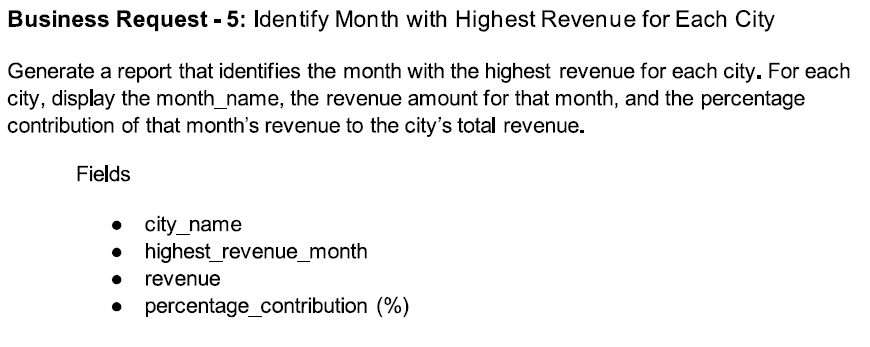 Business Request - 5: Identify Month with Highest Revenue for Each City
Generate a report that identifies the month with the highest revenue for each city. For each
city, display the month_name, the revenue amount for that month, and the percentage
contribution of that month's revenue to the city's total revenue.
Fields
● city_name
● highest_revenue_month
● revenue
● percentage_contribution (%)